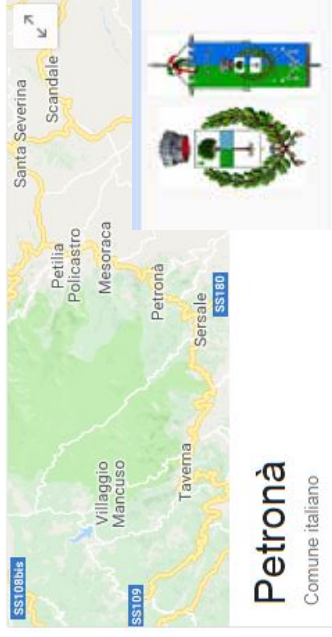 Santa Severina
Scandale
SS108bis
Petilia
Policastro
Mesoraca
Villaggio
Mancuso
Petronà
Taverna
Sersale
SS109
SS180
Petronà
Comune italiano